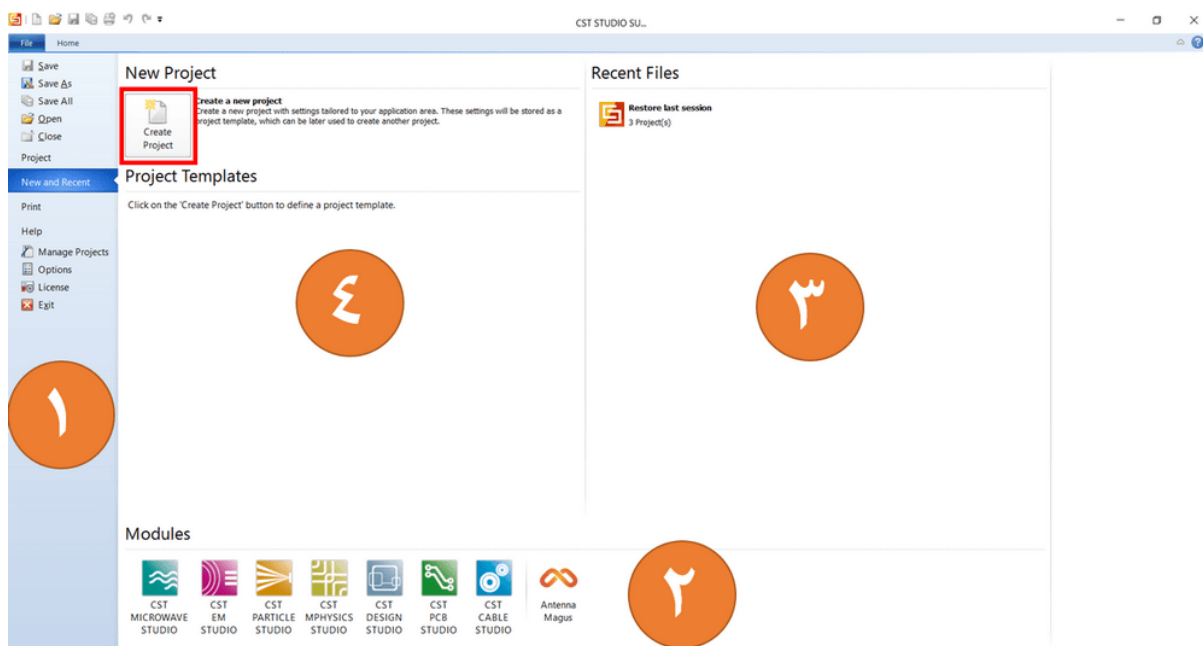 CST STUDIO SU...
File Home
Save
Save As
Save All
Open
Close
Project
New and Recent
Print
Help
Manage Projects
Options
License
Exit
١
New Project
Create Project
Create a new project
Create a new project with settings tailored to your application area. These settings will be stored as a
project template, which can be later used to create another project.
Project Templates
Click on the 'Create Project' button to define a project template.
٤
Recent Files
Restore last session
3 Project(s)
٣
Modules
CST MICROWAVE STUDIO
CST EM STUDIO
CST PARTICLE STUDIO
CST MPHYSICS STUDIO
CST DESIGN STUDIO
CST PCB STUDIO
CST CABLE STUDIO
Antenna Magus
٢